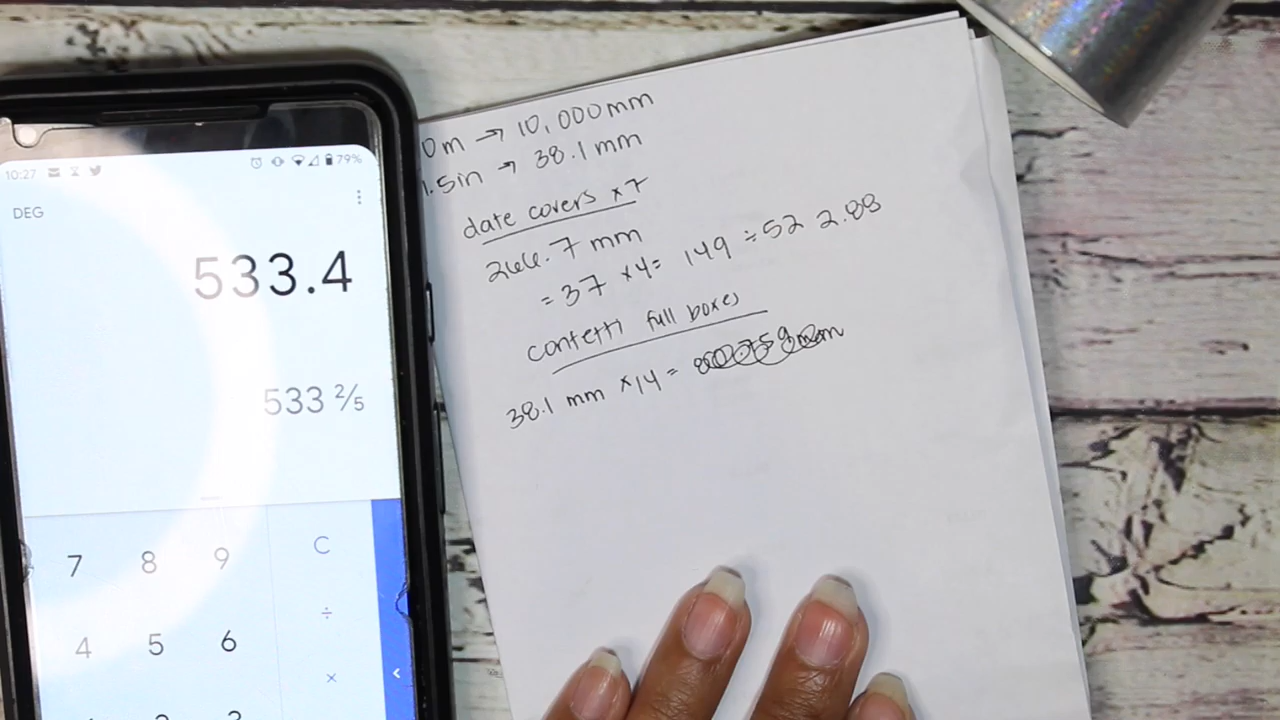 10:27 79%
DEG
533.4
533 ⅖
7 8 9 C
÷
4 5 6
×
0m → 10,000mm
1.5in → 38.1mm
date covers x7
266.7 mm
= 37 x4= 149 ÷52 2.88
confetti full boxes
38.1 mm x14 =